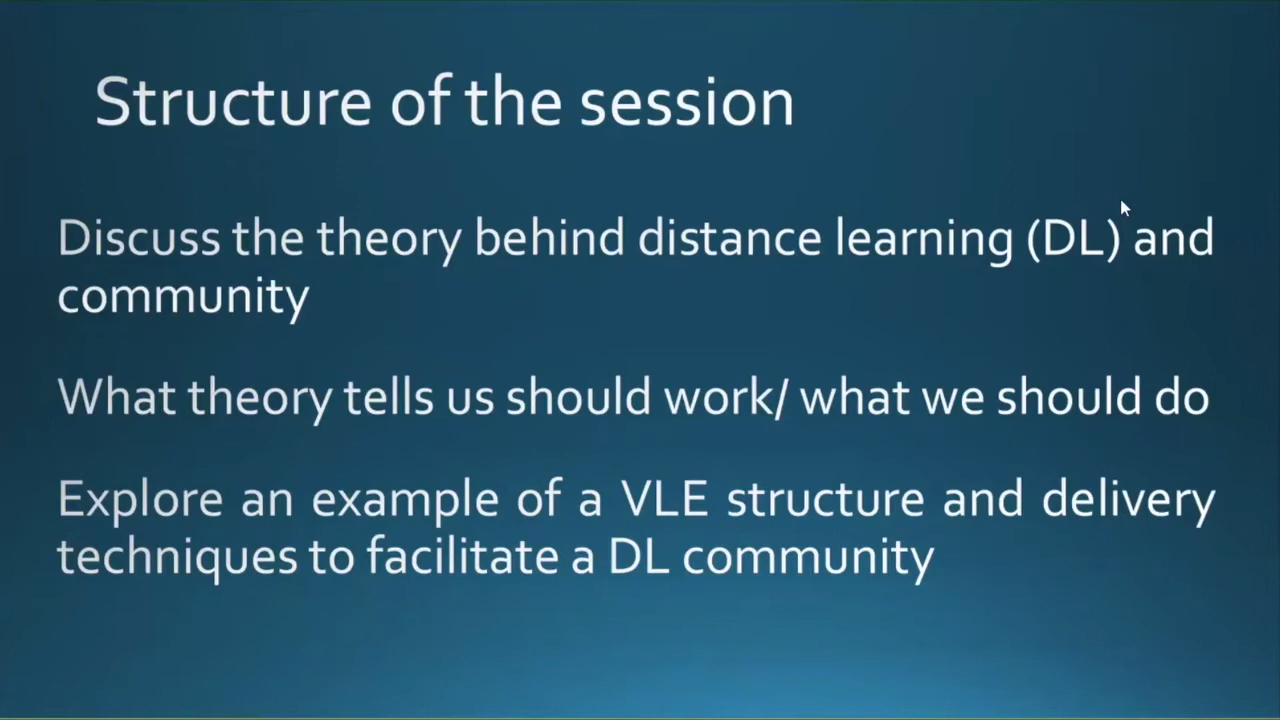 Structure of the session
Discuss the theory behind distance learning (DL) and
community
What theory tells us should work/ what we should do
Explore an example of a VLE structure and delivery
techniques to facilitate a DL community